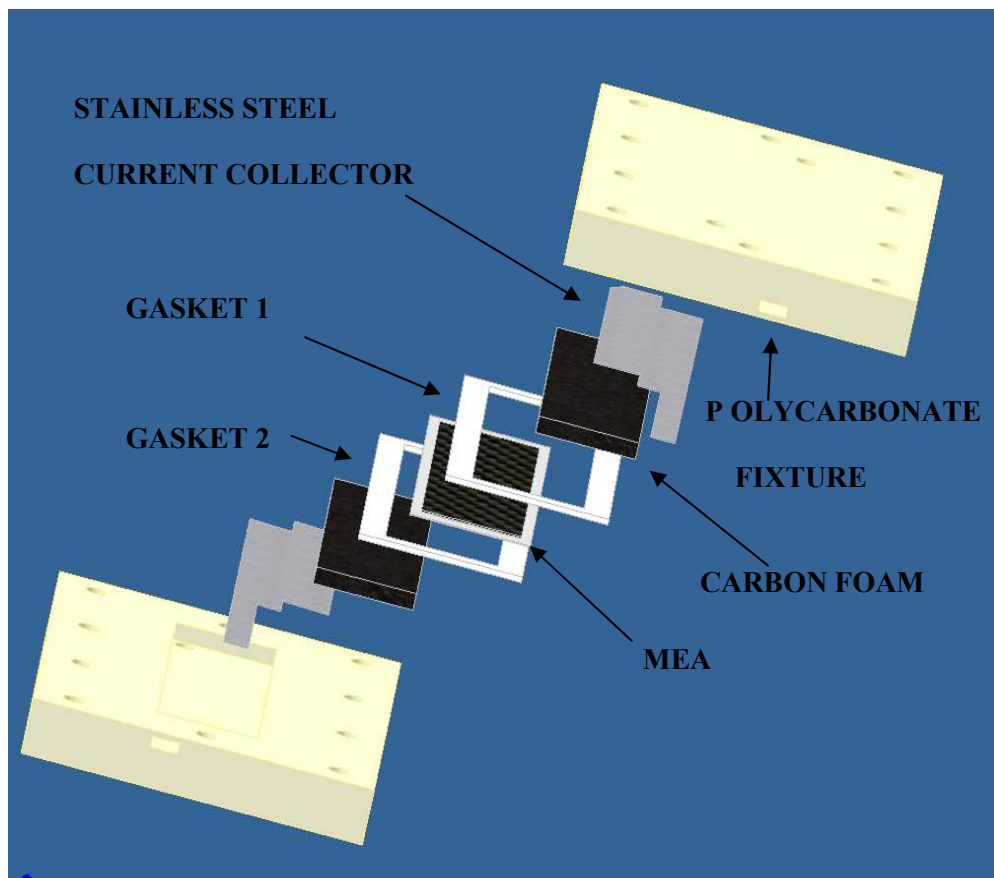 STAINLESS STEEL
CURRENT COLLECTOR
GASKET 1
GASKET 2
P OLYCARBONATE
FIXTURE
CARBON FOAM
MEA